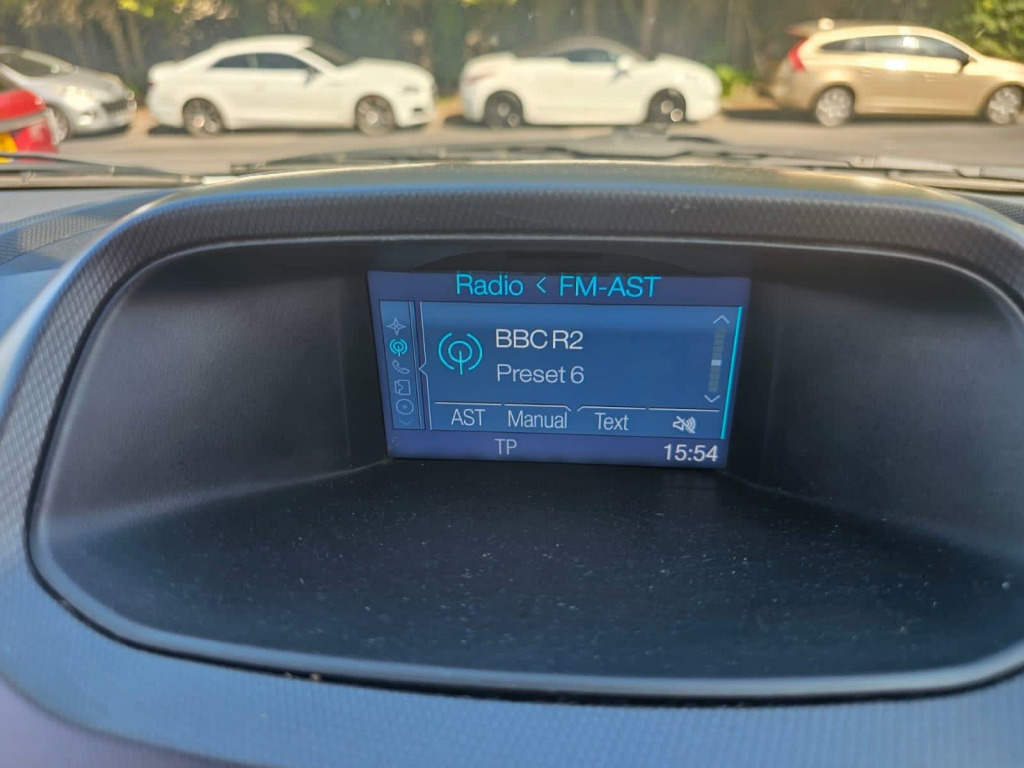 Radio < FM-AST
BBC R2
Preset 6
AST Manual Text
TP 15:54